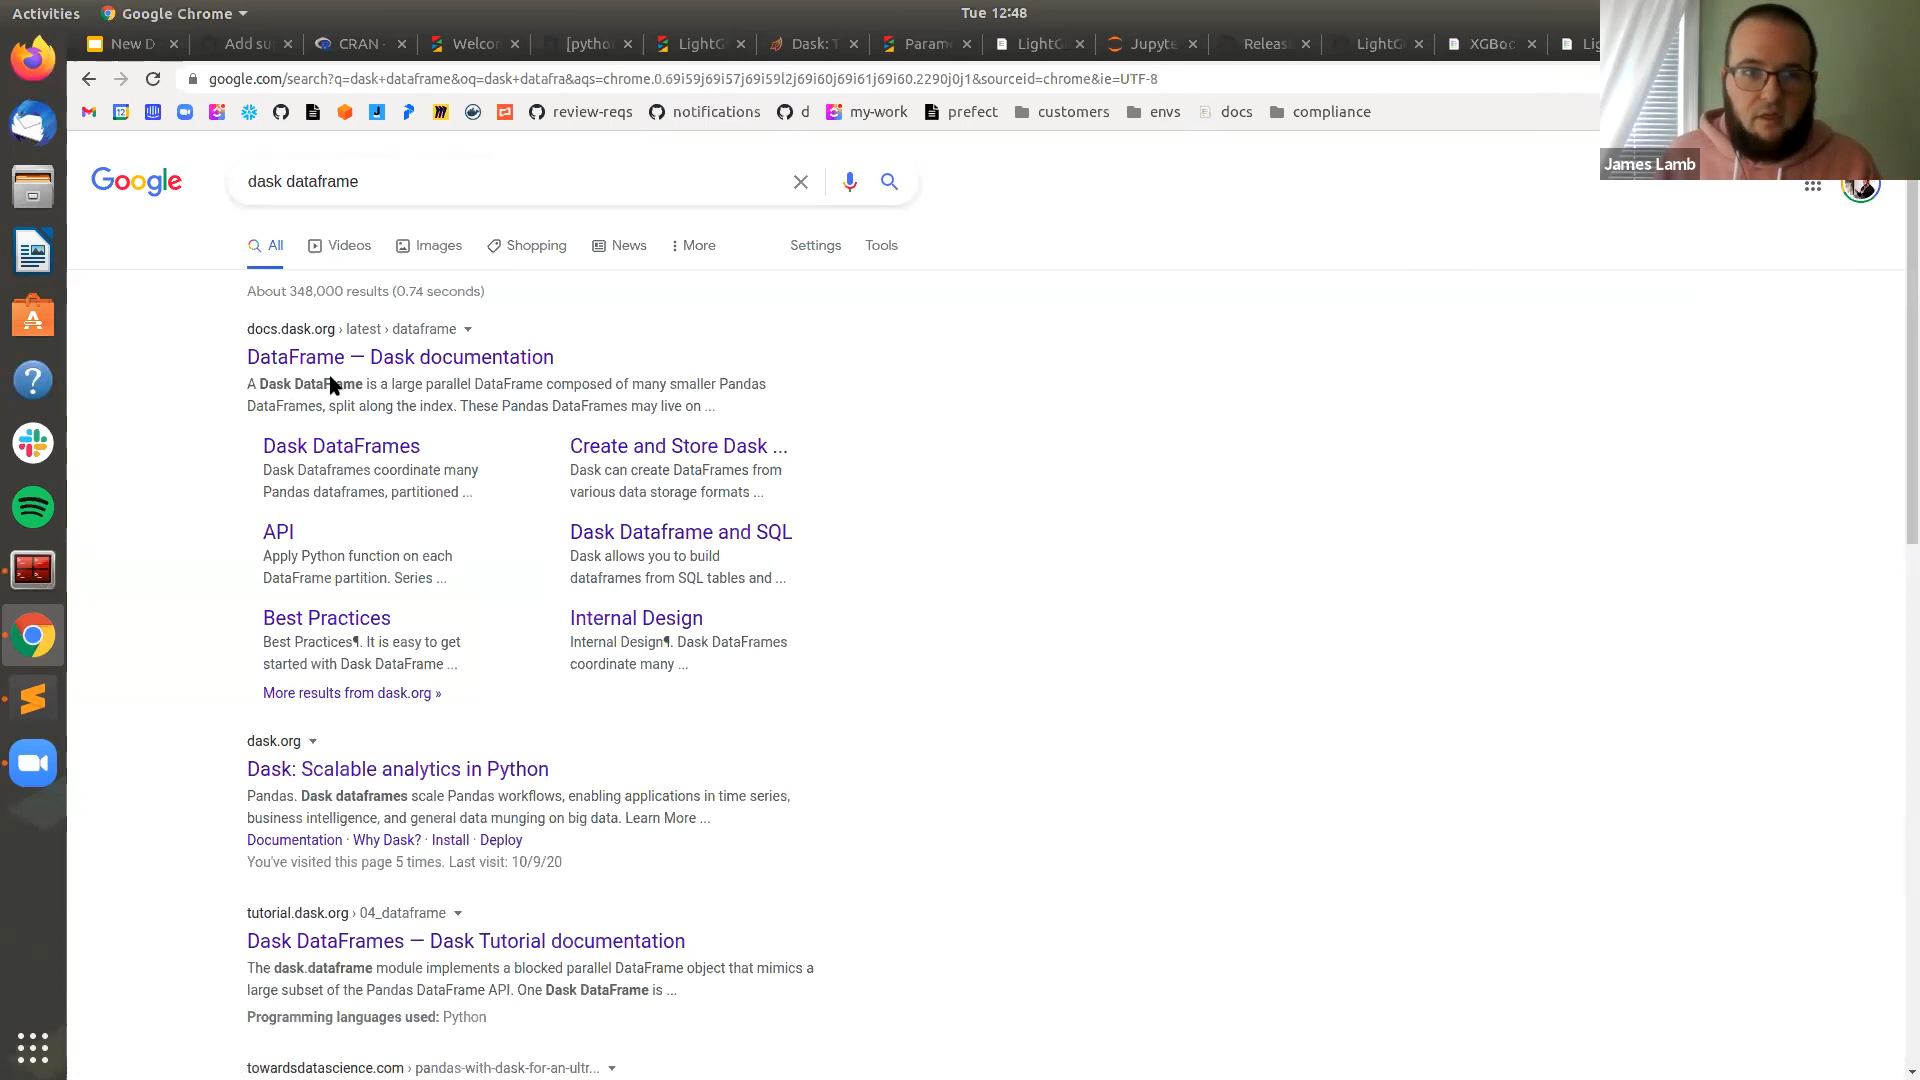 Activities
Google Chrome
Tue 12:48
New D
Add su
CRAN
Welcon
[pytho
LightG
Dask: T
Param
LightG
Jupyte
Releas
LightG
XGBoo
google.com/search?q=dask+dataframe&oq=dask+datafra&aqs=chrome.0.69i59j69i57j69i59l2j69i60j69i61j69i60.2290j0j1&sourceid=chrome&ie=UTF-8
review-reqs
notifications
d
my-work
prefect
customers
envs
docs
compliance
James Lamb
Google
dask dataframe
All
Videos
Images
Shopping
News
More
Settings
Tools
About 348,000 results (0.74 seconds)
docs.dask.org › latest › dataframe
DataFrame — Dask documentation
A Dask DataFrame is a large parallel DataFrame composed of many smaller Pandas
DataFrames, split along the index. These Pandas DataFrames may live on ...
Dask DataFrames
Dask Dataframes coordinate many
Pandas dataframes, partitioned ...
Create and Store Dask ...
Dask can create DataFrames from
various data storage formats ...
API
Apply Python function on each
DataFrame partition. Series ...
Dask Dataframe and SQL
Dask allows you to build
dataframes from SQL tables and ...
Best Practices
Best Practices¶. It is easy to get
started with Dask DataFrame ...
Internal Design
Internal Design¶. Dask DataFrames
coordinate many ...
More results from dask.org »
dask.org
Dask: Scalable analytics in Python
Pandas. Dask dataframes scale Pandas workflows, enabling applications in time series,
business intelligence, and general data munging on big data. Learn More ...
Documentation · Why Dask? · Install · Deploy
You've visited this page 5 times. Last visit: 10/9/20
tutorial.dask.org › 04_dataframe
Dask DataFrames — Dask Tutorial documentation
The dask.dataframe module implements a blocked parallel DataFrame object that mimics a
large subset of the Pandas DataFrame API. One Dask DataFrame is ...
Programming languages used: Python
towardsdatascience.com › pandas-with-dask-for-an-ultr...